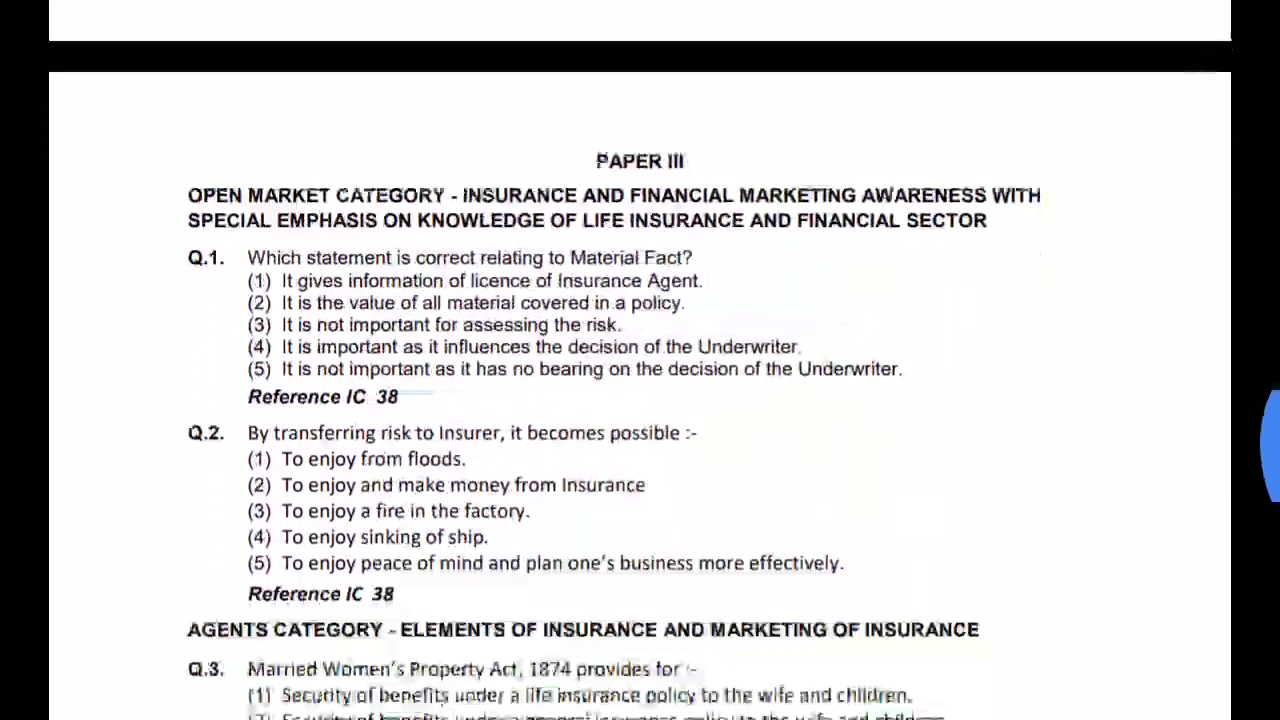 PAPER III
OPEN MARKET CATEGORY - INSURANCE AND FINANCIAL MARKETING AWARENESS WITH
SPECIAL EMPHASIS ON KNOWLEDGE OF LIFE INSURANCE AND FINANCIAL SECTOR
Q.1. Which statement is correct relating to Material Fact?
(1) It gives information of licence of Insurance Agent.
(2) It is the value of all material covered in a policy.
(3) It is not important for assessing the risk.
(4) It is important as it influences the decision of the Underwriter.
(5) It is not important as it has no bearing on the decision of the Underwriter.
Reference IC 38
Q.2. By transferring risk to Insurer, it becomes possible :-
(1) To enjoy from floods.
(2) To enjoy and make money from Insurance
(3) To enjoy a fire in the factory.
(4) To enjoy sinking of ship.
(5) To enjoy peace of mind and plan one's business more effectively.
Reference IC 38
AGENTS CATEGORY - ELEMENTS OF INSURANCE AND MARKETING OF INSURANCE
Q.3. Married Women's Property Act, 1874 provides for :-
(1) Security of benefits under a life insurance policy to the wife and children.